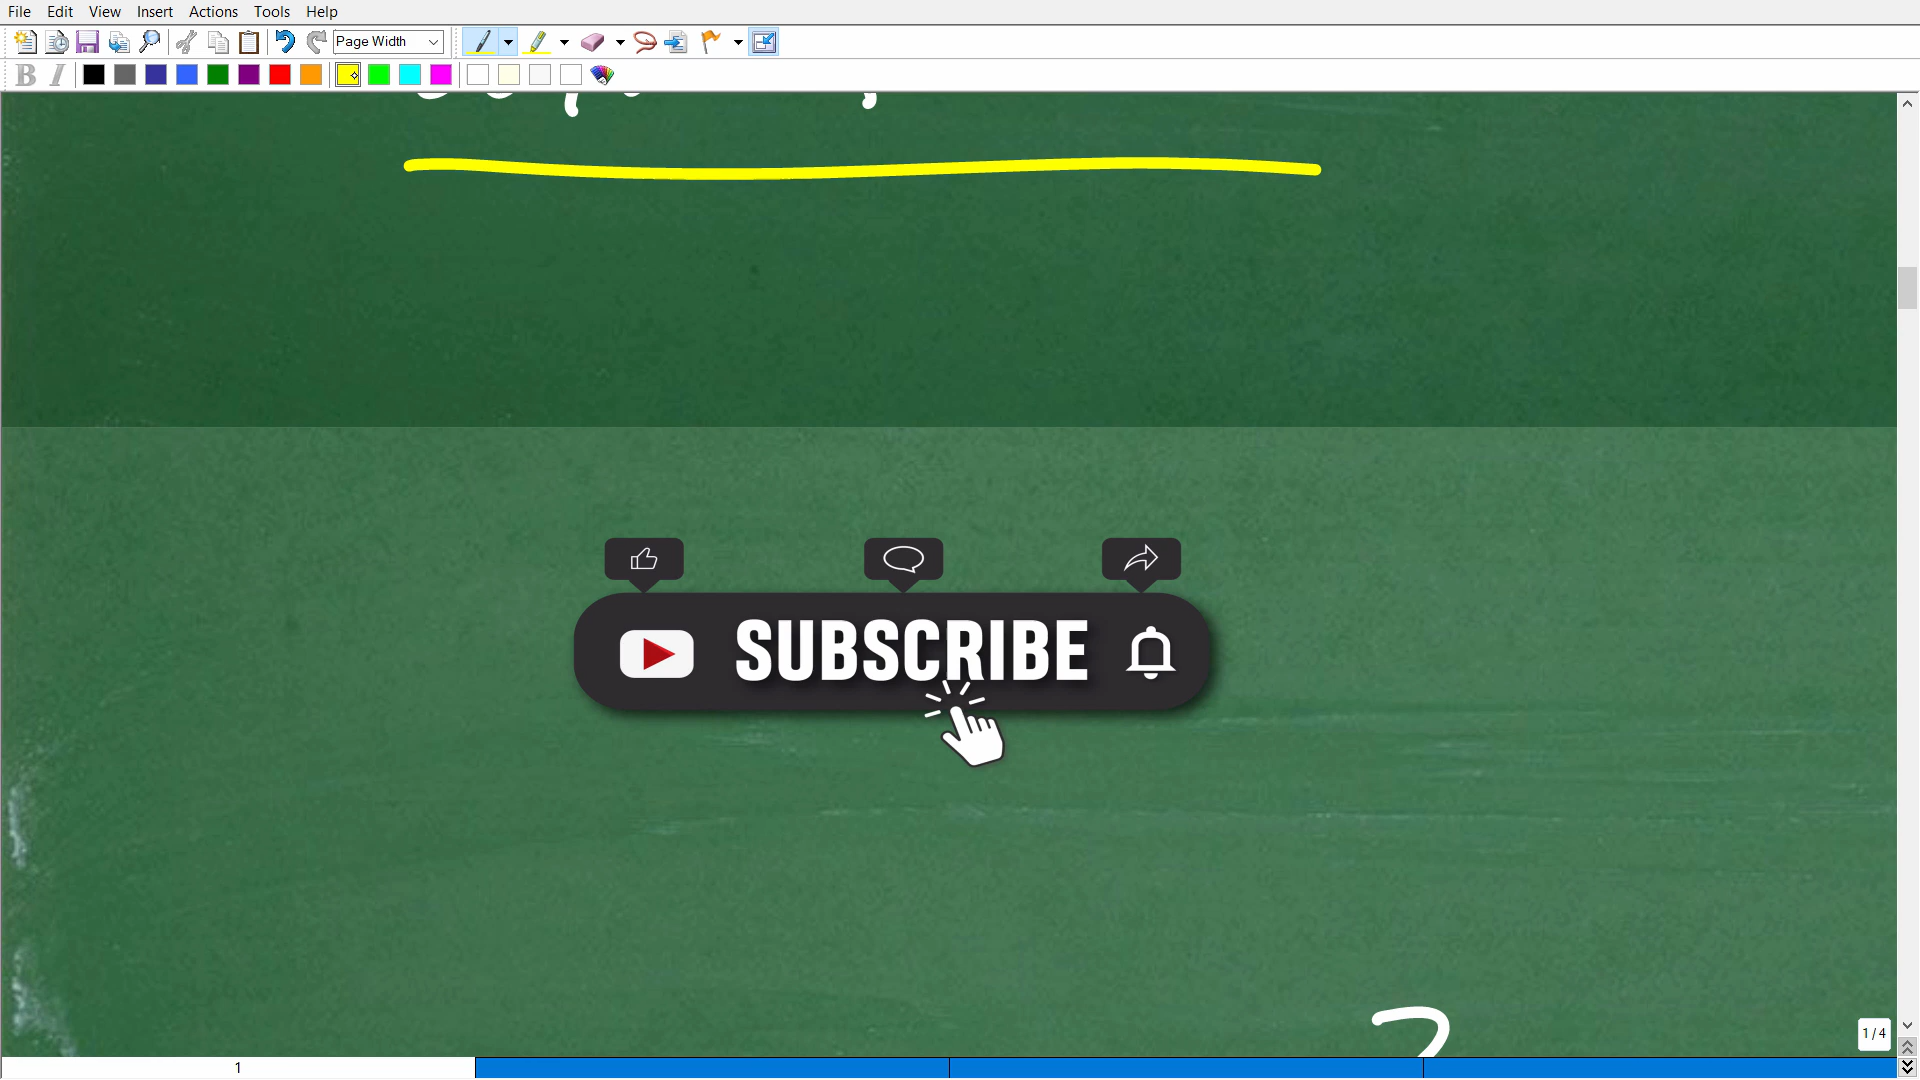 File Edit View Insert Actions Tools Help
Page Width
B I
SUBSCRIBE
1 / 4
1